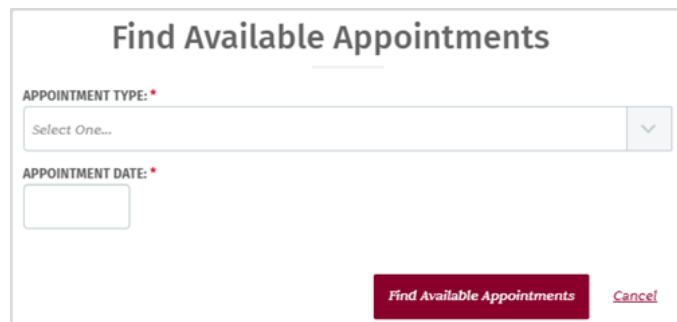 Find Available Appointments
APPOINTMENT TYPE: *
Select One...
APPOINTMENT DATE: *
Find Available Appointments Cancel